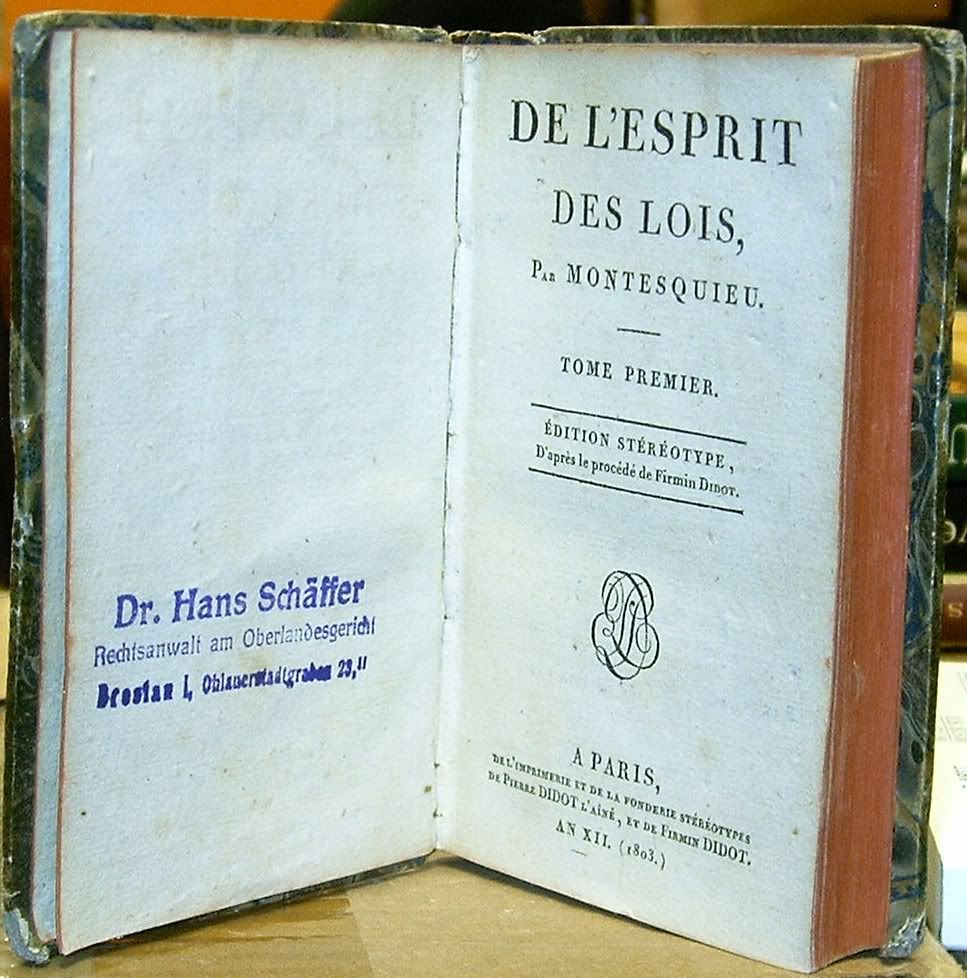 Dr. Hans Schäffer
Rechtsanwalt am Oberlandesgericht
Breslau I, Ohlauerstadtgraben 23,II
DE L'ESPRIT
DES LOIS,
PAR MONTESQUIEU.
TOME PREMIER.
ÉDITION STÉRÉOTYPE,
D'après le procédé de Firmin DIDOT.
A PARIS,
DE L'IMPRIMERIE ET DE LA FONDERIE STÉRÉOTYPES
DE PIERRE DIDOT L'AÎNÉ, ET DE FIRMIN DIDOT.
AN XII. (1803.)